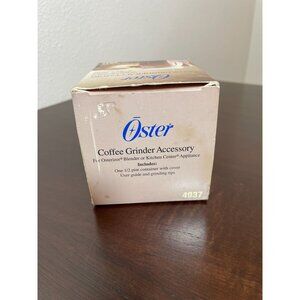 Oster
Coffee Grinder Accessory
For Osterizer® Blender or Kitchen Center® Appliance
Includes:
One 1/2 pint container with cover
User guide and grinding tips
4937